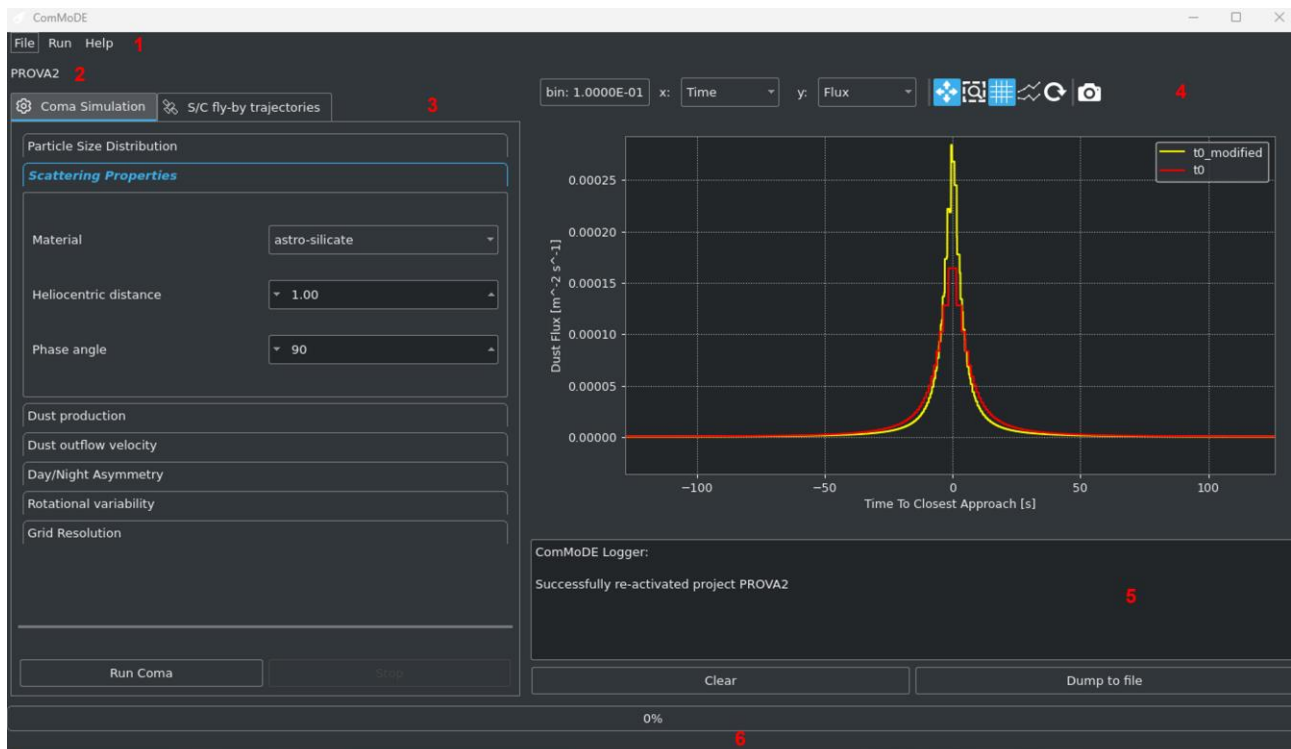 ComMoDE
File Run Help 1
PROVA2 2
Coma Simulation S/C fly-by trajectories 3
Particle Size Distribution
Scattering Properties
Material astro-silicate
Heliocentric distance 1.00
Phase angle 90
Dust production
Dust outflow velocity
Day/Night Asymmetry
Rotational variability
Grid Resolution
Run Coma Stop
bin: 1.0000E-01 x: Time y: Flux 4
t0_modified
t0
Dust Flux [m^-2 s^-1]
0.00025
0.00020
0.00015
0.00010
0.00005
0.00000
−100 −50 0 50 100
Time To Closest Approach [s]
ComMoDE Logger:
Successfully re-activated project PROVA2
5
Clear Dump to file
0%
6